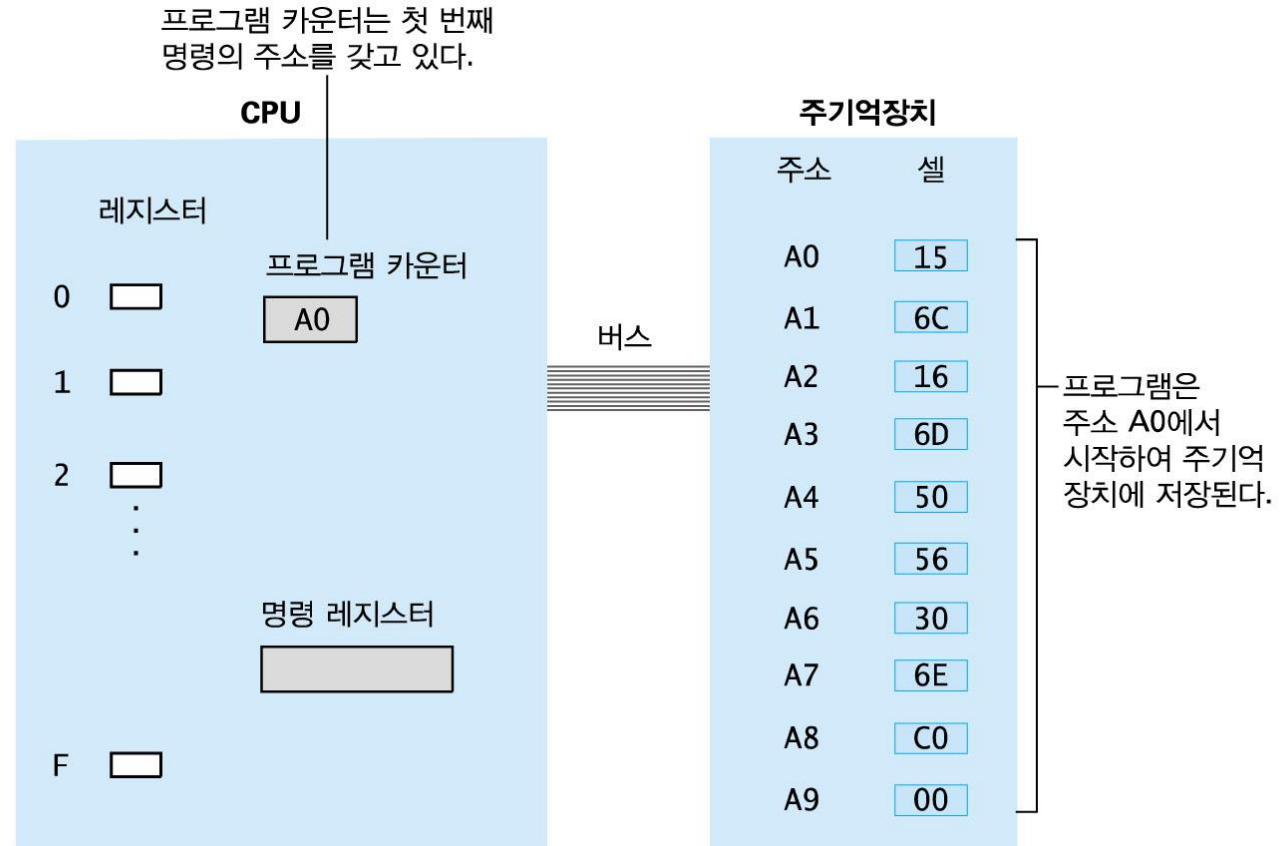 프로그램 카운터는 첫 번째
명령의 주소를 갖고 있다.
CPU
주기억장치
주소 셀
레지스터
프로그램 카운터
A0
0
1
2
F
명령 레지스터
버스
A0 15
A1 6C
A2 16
A3 6D
A4 50
A5 56
A6 30
A7 6E
A8 C0
A9 00
프로그램은
주소 A0에서
시작하여 주기억
장치에 저장된다.